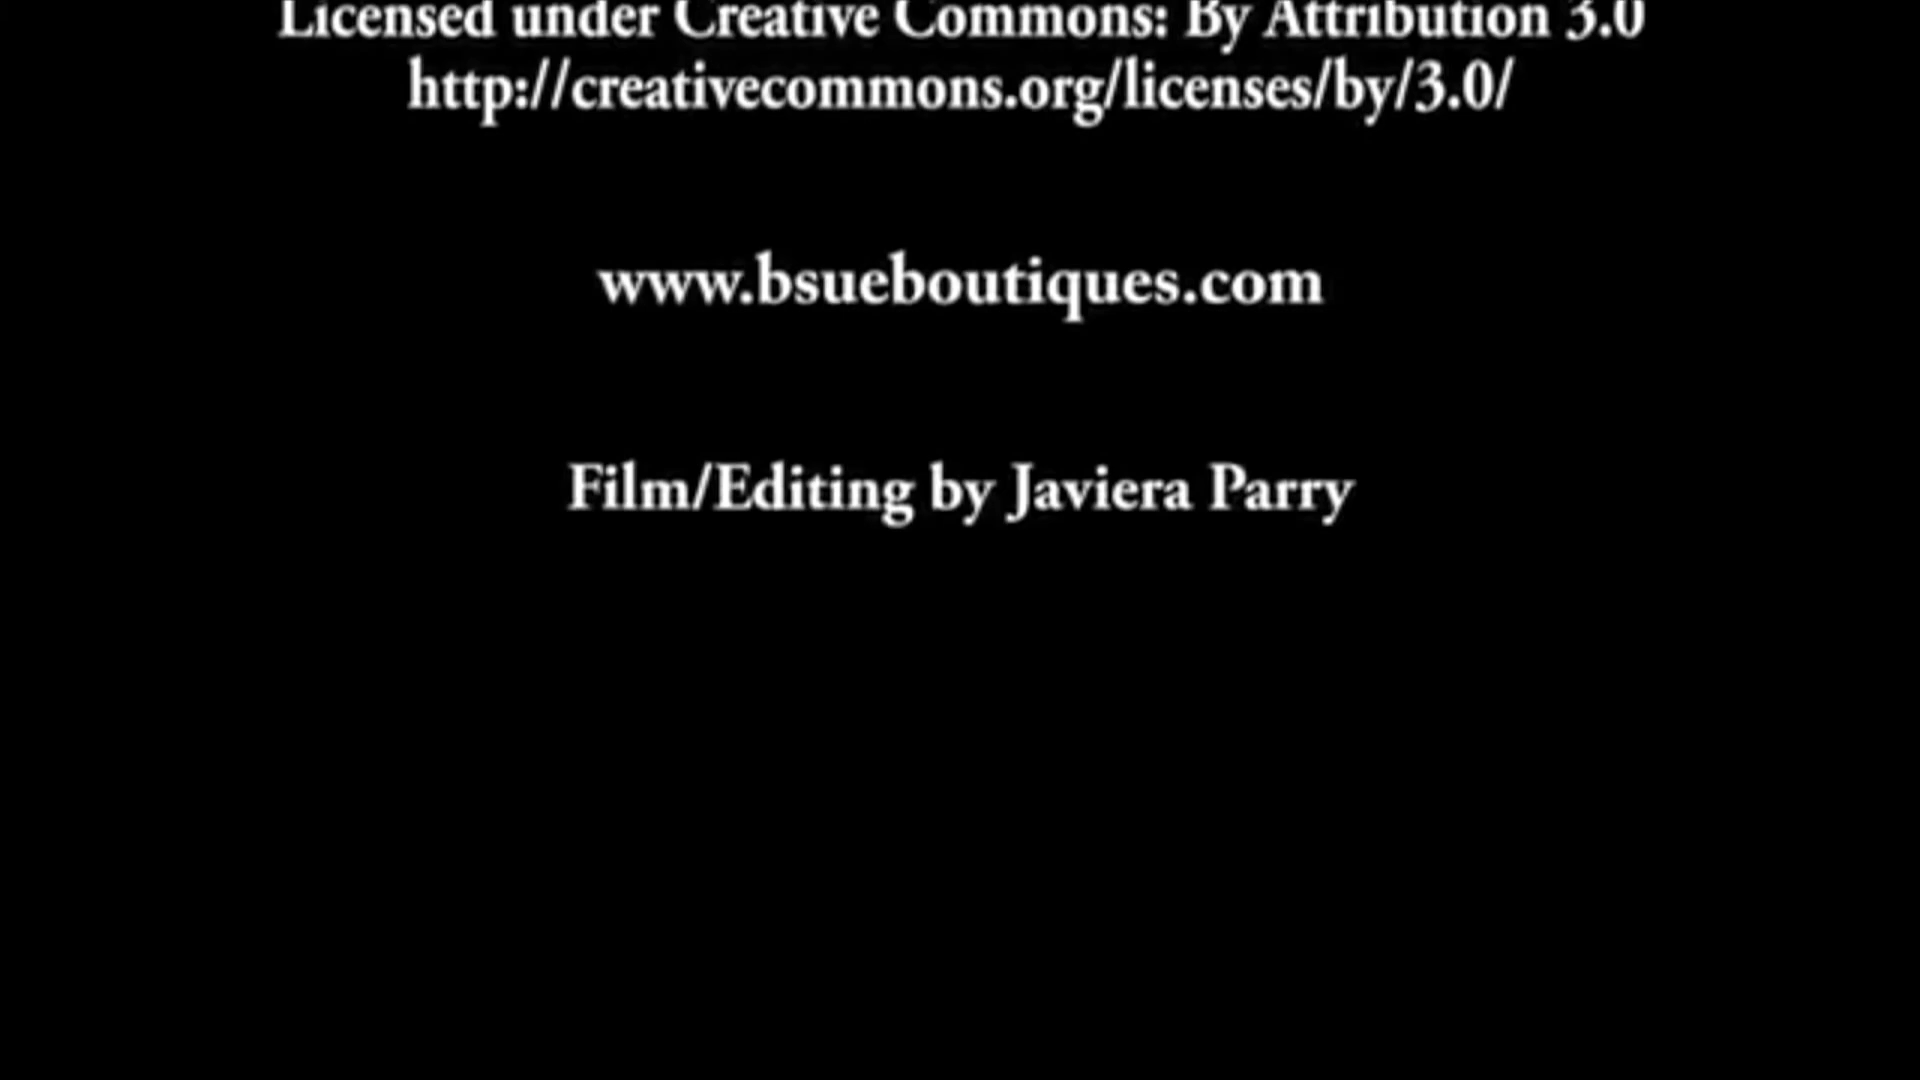 Licensed under Creative Commons: By Attribution 3.0
http://creativecommons.org/licenses/by/3.0/
www.bsueboutiques.com
Film/Editing by Javiera Parry